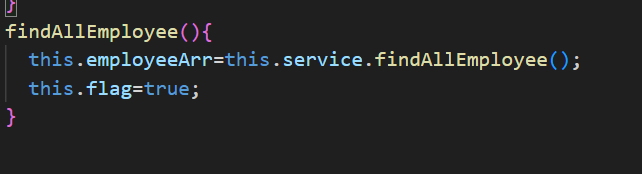 }
findAllEmployee(){
this.employeeArr=this.service.findAllEmployee();
this.flag=true;
}